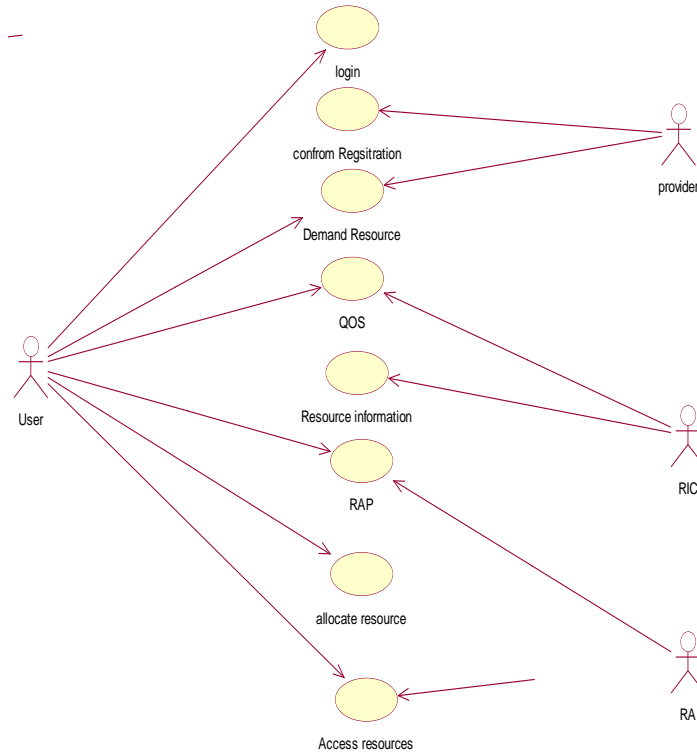 login
confrom Regsitration
provider
Demand Resource
QOS
User
Resource information
RIC
RAP
allocate resource
RA
Access resources